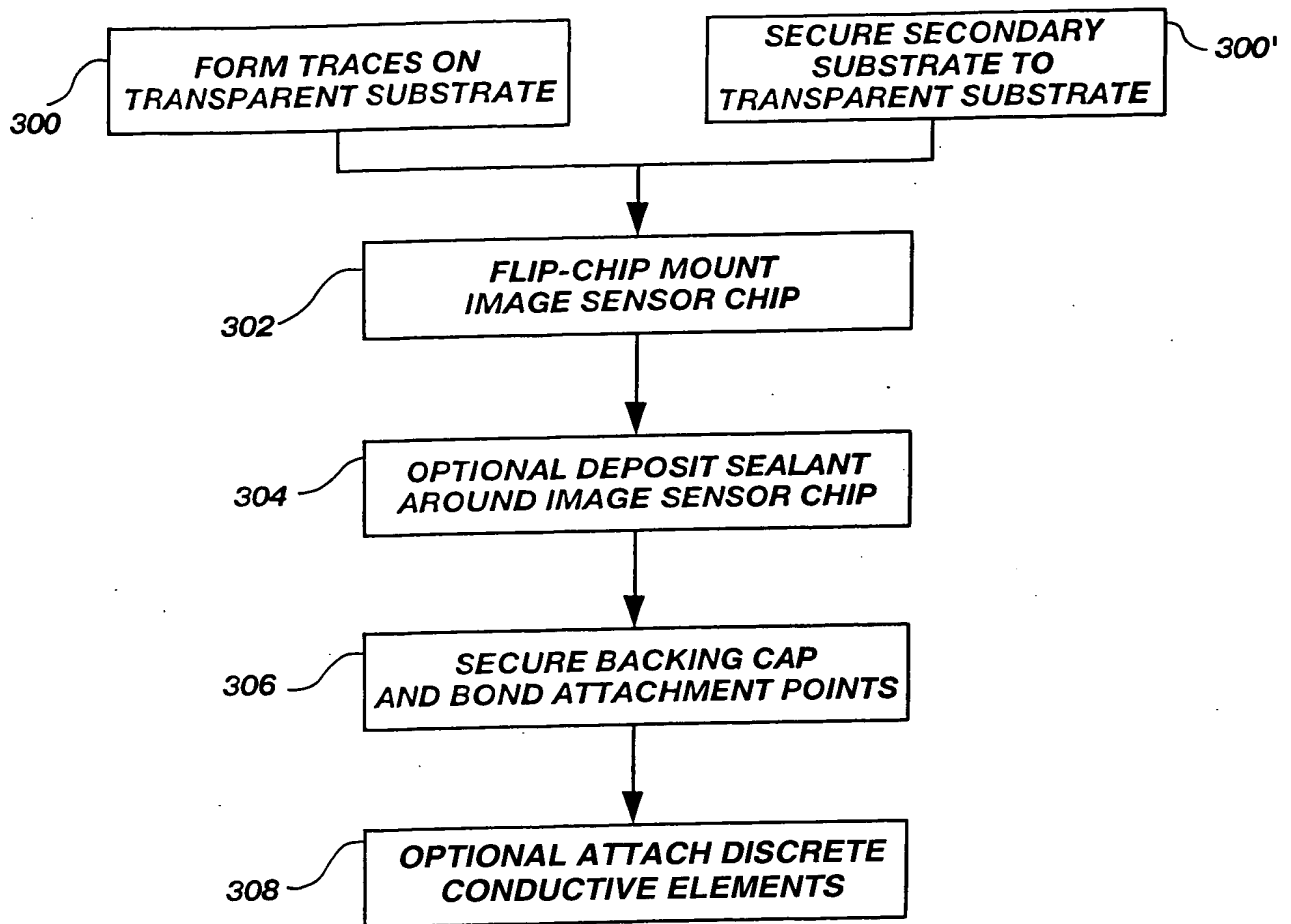 FORM TRACES ON
TRANSPARENT SUBSTRATE
300
SECURE SECONDARY
SUBSTRATE TO
TRANSPARENT SUBSTRATE
300'
FLIP-CHIP MOUNT
IMAGE SENSOR CHIP
302
OPTIONAL DEPOSIT SEALANT
AROUND IMAGE SENSOR CHIP
304
SECURE BACKING CAP
AND BOND ATTACHMENT POINTS
306
OPTIONAL ATTACH DISCRETE
CONDUCTIVE ELEMENTS
308